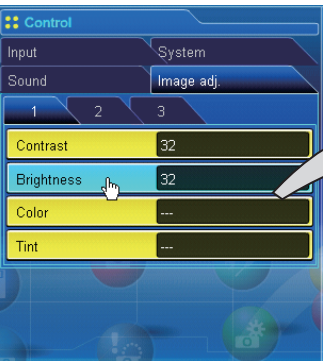 Control
Input System
Sound Image adj.
1 2 3
Contrast 32
Brightness 32
Color ---
Tint ---